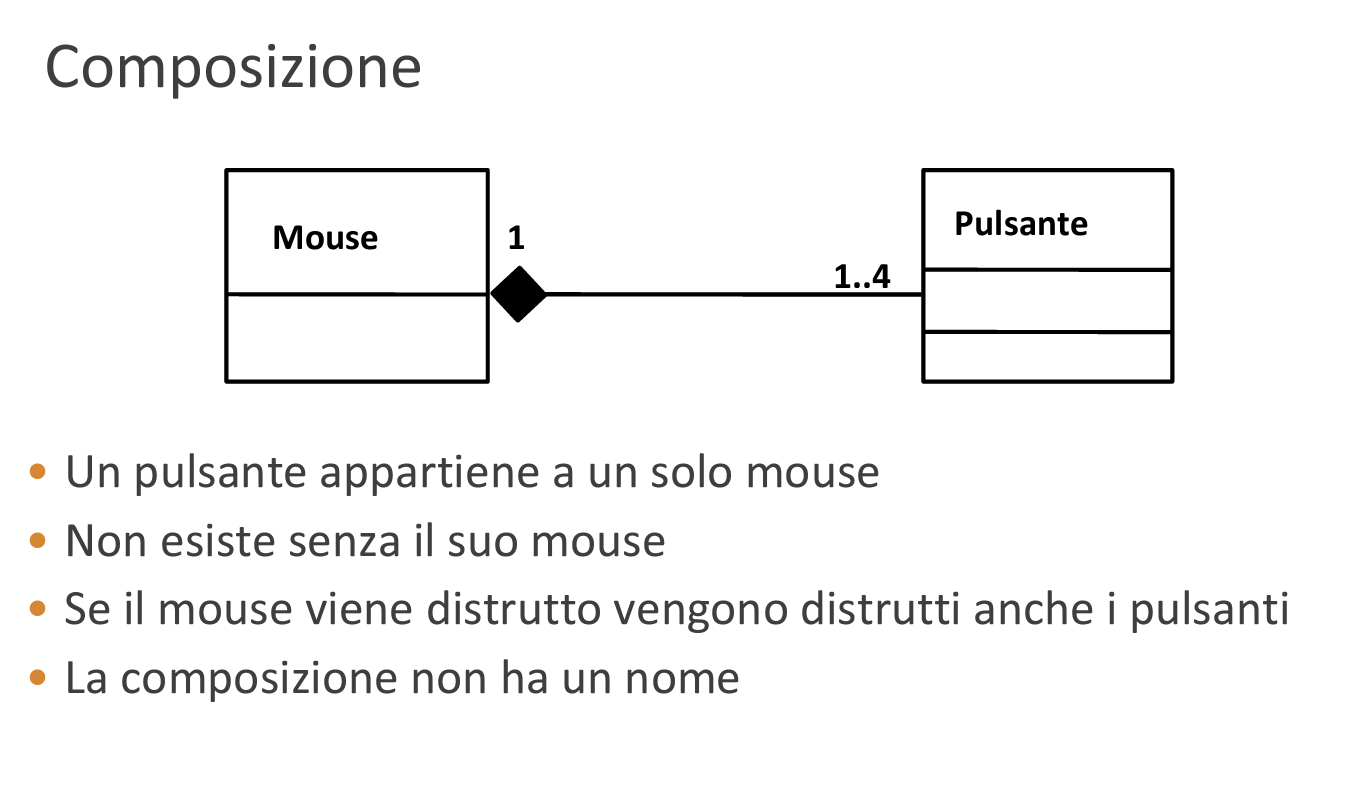 Composizione
Mouse
1
1..4
Pulsante
• Un pulsante appartiene a un solo mouse
• Non esiste senza il suo mouse
• Se il mouse viene distrutto vengono distrutti anche i pulsanti
• La composizione non ha un nome